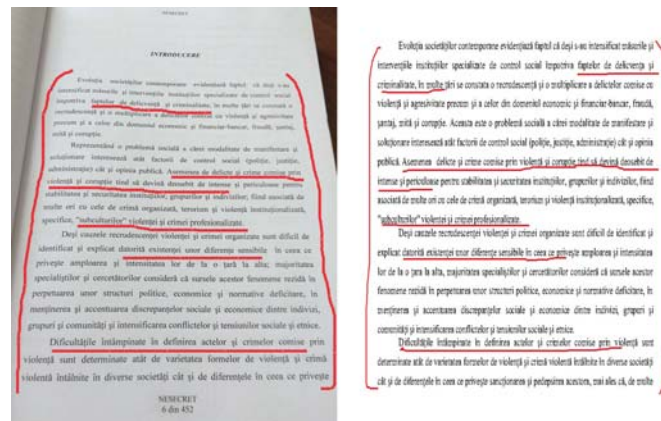 NESECRET
INTRODUCERE
Evoluția societăților contemporane evidențiază faptul că deși s-au
intensificat măsurile și intervențiile instituțiilor specializate de control social
împotriva faptelor de delicvență și criminalitate, în multe țări se constată o
recrudescență și o multiplicare a delictelor comise cu violență și agresivitate
precum și a celor din domeniul economic și financiar-bancar, fraudă, șantaj,
mită și corupție.
Reprezentând o problemă socială a cărei modalitate de manifestare și
soluționare interesează atât factorii de control social (poliție, justiție,
administrație) cât și opinia publică. Asemenea de delicte și crime comise prin
violență și corupție tind să devină deosebit de intense și periculoase pentru
stabilitatea și securitatea instituțiilor, grupurilor și indivizilor, fiind asociată de
multe ori cu cele de crimă organizată, terorism și violență instituționalizată,
specifice, "subculturilor" violenței și crimei profesionalizate.
Deși cauzele recrudescenței violenței și crimei organizate sunt dificil de
identificat și explicat datorită existenței unor diferențe sensibile în ceea ce
privește amploarea și intensitatea lor de la o țară la alta, majoritatea
specialiștilor și cercetătorilor consideră că sursele acestor fenomene rezidă în
perpetuarea unor structuri politice, economice și normative deficitare, în
menținerea și accentuarea discrepanțelor sociale și economice dintre indivizi,
grupuri și comunități și intensificarea conflictelor și tensiunilor sociale și etnice.
Dificultățile întâmpinate în definirea actelor și crimelor comise prin
violență sunt determinate atât de varietatea formelor de violență și crimă
violentă întâlnite în diverse societăți cât și de diferențele în ceea ce privește
NESECRET
6 din 452
Evoluția societăților contemporane evidențiază faptul că deși s-au intensificat măsurile și
intervențiile instituțiilor specializate de control social împotriva faptelor de delicvență și
criminalitate, în multe țări se constata o recrudescență și o multiplicare a delictelor comise cu
violență și agresivitate precum și a celor din domeniul economic și financiar-bancar, fraudă,
șantaj, mită și corupție. Aceasta este o problemă socială a cărei modalitate de manifestare și
soluționare interesează atât factorii de control social (poliție, justiție, administrație) cât și opinia
publică. Asemenea delicte și crime comise prin violență și corupție tind să devină deosebit de
intense și periculoase pentru stabilitatea și securitatea instituțiilor, grupurilor și indivizilor, fiind
asociată de multe ori cu cele de crimă organizată, terorism și violență instituționalizată, specifice,
"subculturilor" violenței și crimei profesionalizate.
Deși cauzele recrudescenței violenței și crimei organizate sunt dificil de identificat și
explicat datorită existenței unor diferențe sensibile în ceea ce privește amploarea și intensitatea
lor de la o țara la alta, majoritatea specialiștilor și cercetătorilor consideră că sursele acestor
fenomene rezidă în perpetuarea unor structuri politice, economice și normative deficitare, în
menținerea și accentuarea discrepanțelor sociale și economice dintre indivizi, grupuri și
comunități și intensificarea conflictelor și tensiunilor sociale și etnice.
Dificultățile întâmpinate în definirea actelor și crimelor comise prin violență sunt
determinate atât de varietatea formelor de violență și crimă violentă întâlnite în diverse societăți
cât și de diferențele în ceea ce privește sancționarea și pedepsirea acestora, mai ales că, de multe